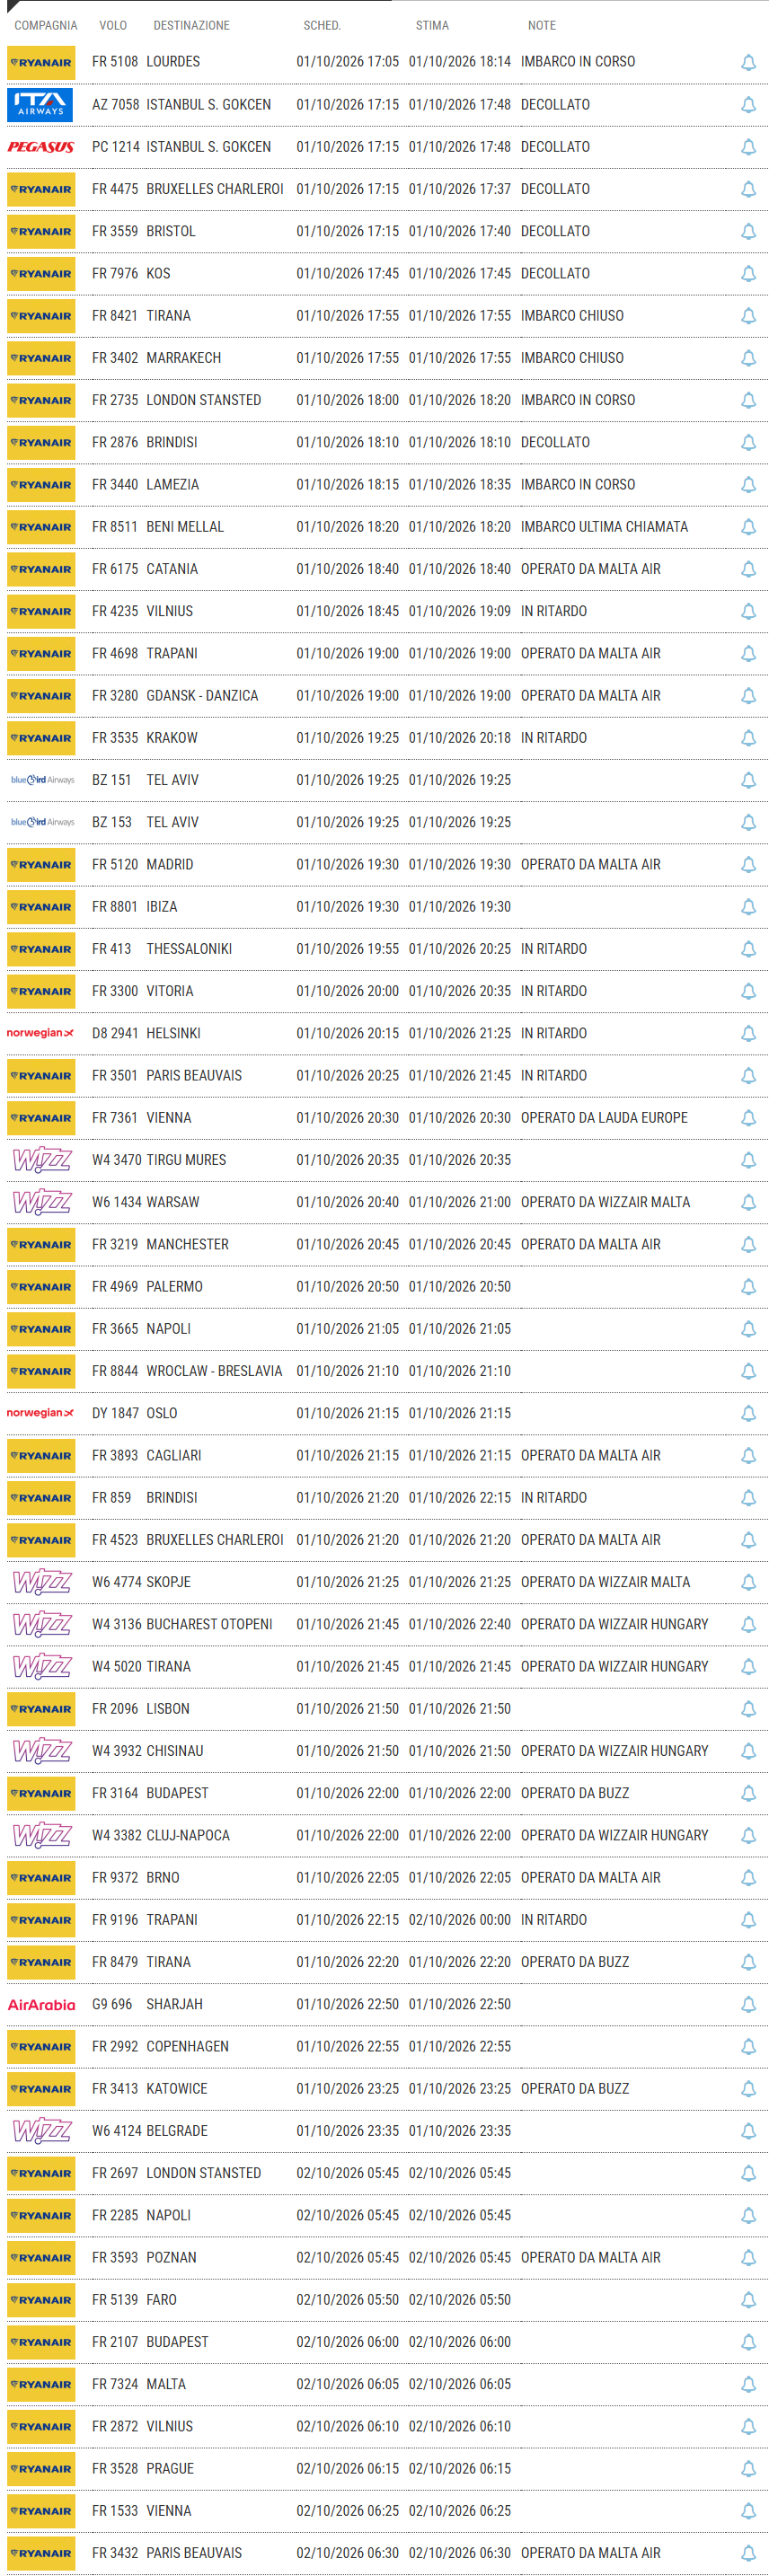 COMPAGNIA VOLO DESTINAZIONE SCHED. STIMA NOTE
RYANAIR FR 5108 LOURDES 01/10/2026 17:05 01/10/2026 18:14 IMBARCO IN CORSO
ITA AIRWAYS AZ 7058 ISTANBUL S. GOKCEN 01/10/2026 17:15 01/10/2026 17:48 DECOLLATO
PEGASUS PC 1214 ISTANBUL S. GOKCEN 01/10/2026 17:15 01/10/2026 17:48 DECOLLATO
RYANAIR FR 4475 BRUXELLES CHARLEROI 01/10/2026 17:15 01/10/2026 17:37 DECOLLATO
RYANAIR FR 3559 BRISTOL 01/10/2026 17:15 01/10/2026 17:40 DECOLLATO
RYANAIR FR 7976 KOS 01/10/2026 17:45 01/10/2026 17:45 DECOLLATO
RYANAIR FR 8421 TIRANA 01/10/2026 17:55 01/10/2026 17:55 IMBARCO CHIUSO
RYANAIR FR 3402 MARRAKECH 01/10/2026 17:55 01/10/2026 17:55 IMBARCO CHIUSO
RYANAIR FR 2735 LONDON STANSTED 01/10/2026 18:00 01/10/2026 18:20 IMBARCO IN CORSO
RYANAIR FR 2876 BRINDISI 01/10/2026 18:10 01/10/2026 18:10 DECOLLATO
RYANAIR FR 3440 LAMEZIA 01/10/2026 18:15 01/10/2026 18:35 IMBARCO IN CORSO
RYANAIR FR 8511 BENI MELLAL 01/10/2026 18:20 01/10/2026 18:20 IMBARCO ULTIMA CHIAMATA
RYANAIR FR 6175 CATANIA 01/10/2026 18:40 01/10/2026 18:40 OPERATO DA MALTA AIR
RYANAIR FR 4235 VILNIUS 01/10/2026 18:45 01/10/2026 19:09 IN RITARDO
RYANAIR FR 4698 TRAPANI 01/10/2026 19:00 01/10/2026 19:00 OPERATO DA MALTA AIR
RYANAIR FR 3280 GDANSK - DANZICA 01/10/2026 19:00 01/10/2026 19:00 OPERATO DA MALTA AIR
RYANAIR FR 3535 KRAKOW 01/10/2026 19:25 01/10/2026 20:18 IN RITARDO
bluebird Airways BZ 151 TEL AVIV 01/10/2026 19:25 01/10/2026 19:25
bluebird Airways BZ 153 TEL AVIV 01/10/2026 19:25 01/10/2026 19:25
RYANAIR FR 5120 MADRID 01/10/2026 19:30 01/10/2026 19:30 OPERATO DA MALTA AIR
RYANAIR FR 8801 IBIZA 01/10/2026 19:30 01/10/2026 19:30
RYANAIR FR 413 THESSALONIKI 01/10/2026 19:55 01/10/2026 20:25 IN RITARDO
RYANAIR FR 3300 VITORIA 01/10/2026 20:00 01/10/2026 20:35 IN RITARDO
norwegian D8 2941 HELSINKI 01/10/2026 20:15 01/10/2026 21:25 IN RITARDO
RYANAIR FR 3501 PARIS BEAUVAIS 01/10/2026 20:25 01/10/2026 21:45 IN RITARDO
RYANAIR FR 7361 VIENNA 01/10/2026 20:30 01/10/2026 20:30 OPERATO DA LAUDA EUROPE
WIZZ W4 3470 TIRGU MURES 01/10/2026 20:35 01/10/2026 20:35
WIZZ W6 1434 WARSAW 01/10/2026 20:40 01/10/2026 21:00 OPERATO DA WIZZAIR MALTA
RYANAIR FR 3219 MANCHESTER 01/10/2026 20:45 01/10/2026 20:45 OPERATO DA MALTA AIR
RYANAIR FR 4969 PALERMO 01/10/2026 20:50 01/10/2026 20:50
RYANAIR FR 3665 NAPOLI 01/10/2026 21:05 01/10/2026 21:05
RYANAIR FR 8844 WROCLAW - BRESLAVIA 01/10/2026 21:10 01/10/2026 21:10
norwegian DY 1847 OSLO 01/10/2026 21:15 01/10/2026 21:15
RYANAIR FR 3893 CAGLIARI 01/10/2026 21:15 01/10/2026 21:15 OPERATO DA MALTA AIR
RYANAIR FR 859 BRINDISI 01/10/2026 21:20 01/10/2026 22:15 IN RITARDO
RYANAIR FR 4523 BRUXELLES CHARLEROI 01/10/2026 21:20 01/10/2026 21:20 OPERATO DA MALTA AIR
WIZZ W6 4774 SKOPJE 01/10/2026 21:25 01/10/2026 21:25 OPERATO DA WIZZAIR MALTA
WIZZ W4 3136 BUCHAREST OTOPENI 01/10/2026 21:45 01/10/2026 22:40 OPERATO DA WIZZAIR HUNGARY
WIZZ W4 5020 TIRANA 01/10/2026 21:45 01/10/2026 21:45 OPERATO DA WIZZAIR HUNGARY
RYANAIR FR 2096 LISBON 01/10/2026 21:50 01/10/2026 21:50
WIZZ W4 3932 CHISINAU 01/10/2026 21:50 01/10/2026 21:50 OPERATO DA WIZZAIR HUNGARY
RYANAIR FR 3164 BUDAPEST 01/10/2026 22:00 01/10/2026 22:00 OPERATO DA BUZZ
WIZZ W4 3382 CLUJ-NAPOCA 01/10/2026 22:00 01/10/2026 22:00 OPERATO DA WIZZAIR HUNGARY
RYANAIR FR 9372 BRNO 01/10/2026 22:05 01/10/2026 22:05 OPERATO DA MALTA AIR
RYANAIR FR 9196 TRAPANI 01/10/2026 22:15 02/10/2026 00:00 IN RITARDO
RYANAIR FR 8479 TIRANA 01/10/2026 22:20 01/10/2026 22:20 OPERATO DA BUZZ
AirArabia G9 696 SHARJAH 01/10/2026 22:50 01/10/2026 22:50
RYANAIR FR 2992 COPENHAGEN 01/10/2026 22:55 01/10/2026 22:55
RYANAIR FR 3413 KATOWICE 01/10/2026 23:25 01/10/2026 23:25 OPERATO DA BUZZ
WIZZ W6 4124 BELGRADE 01/10/2026 23:35 01/10/2026 23:35
RYANAIR FR 2697 LONDON STANSTED 02/10/2026 05:45 02/10/2026 05:45
RYANAIR FR 2285 NAPOLI 02/10/2026 05:45 02/10/2026 05:45
RYANAIR FR 3593 POZNAN 02/10/2026 05:45 02/10/2026 05:45 OPERATO DA MALTA AIR
RYANAIR FR 5139 FARO 02/10/2026 05:50 02/10/2026 05:50
RYANAIR FR 2107 BUDAPEST 02/10/2026 06:00 02/10/2026 06:00
RYANAIR FR 7324 MALTA 02/10/2026 06:05 02/10/2026 06:05
RYANAIR FR 2872 VILNIUS 02/10/2026 06:10 02/10/2026 06:10
RYANAIR FR 3528 PRAGUE 02/10/2026 06:15 02/10/2026 06:15
RYANAIR FR 1533 VIENNA 02/10/2026 06:25 02/10/2026 06:25
RYANAIR FR 3432 PARIS BEAUVAIS 02/10/2026 06:30 02/10/2026 06:30 OPERATO DA MALTA AIR